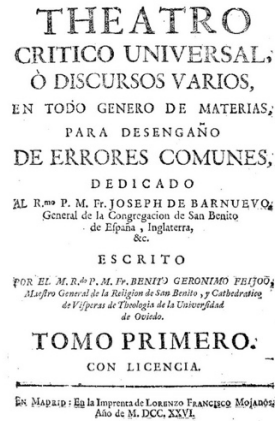 THEATRO
CRITICO UNIVERSAL,
Ò DISCURSOS VARIOS,
EN TODO GENERO DE MATERIAS,
PARA DESENGAÑO
DE ERRORES COMUNES,
DEDICADO
AL R.mo P. M. Fr. JOSEPH DE BARNUEVO,
General de la Congregacion de San Benito
de España, Inglaterra,
&c.
ESCRITO
POR EL M. R.do P. M. Fr. BENITO GERONIMO FEIJOÒ,
Maestro General de la Religion de San Benito, y Cathedratico
de Visperas de Theologia de la Universidad
de Oviedo.
TOMO PRIMERO.
CON LICENCIA.
EN MADRID: En la Imprenta de LORENZO FRANCISCO MOJADOS,
Año de M. DCC, XXVI.